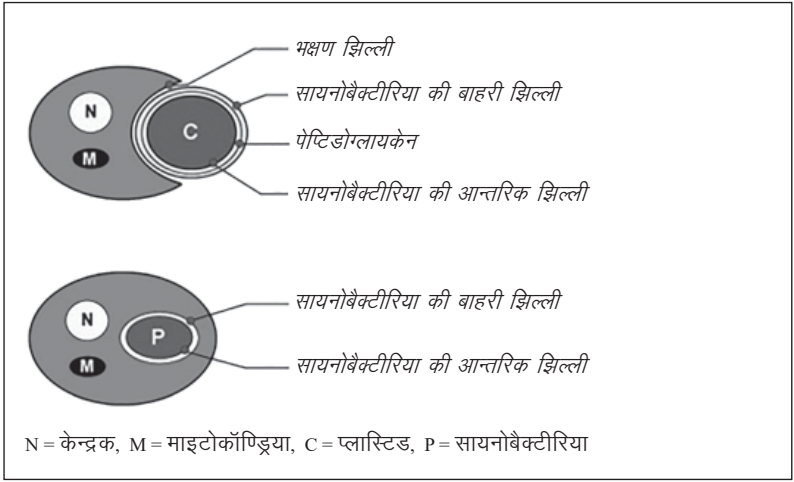 भक्षण झिल्ली
सायनोबैक्टीरिया की बाहरी झिल्ली
N
C
पेप्टिडोग्लायकेन
M
सायनोबैक्टीरिया की आन्तरिक झिल्ली
सायनोबैक्टीरिया की बाहरी झिल्ली
N
P
M
सायनोबैक्टीरिया की आन्तरिक झिल्ली
N = केन्द्रक, M = माइटोकॉण्ड्रिया, C = प्लास्टिड, P = सायनोबैक्टीरिया